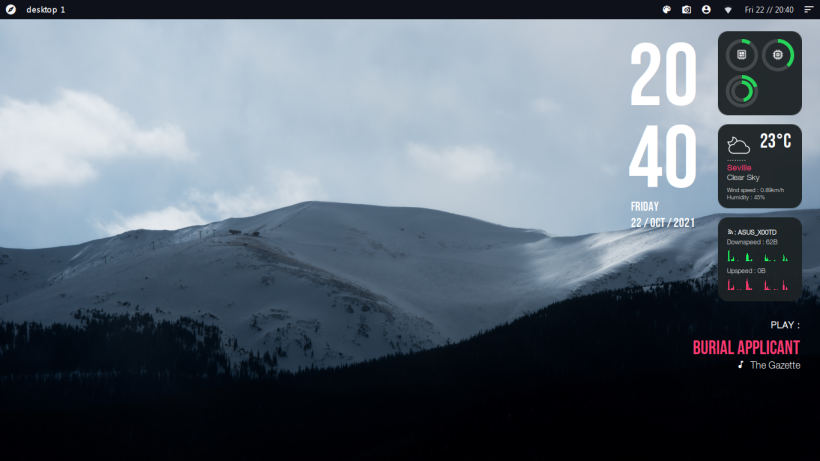 desktop 1
Fri 22 // 20:40
20
40
FRIDAY
22 / OCT / 2021
23°C
Seville
Clear Sky
Wind speed : 0.89km/h
Humidity : 45%
: ASUS_X00TD
Downspeed : 62B
Upspeed : 0B
PLAY :
BURIAL APPLICANT
The Gazette